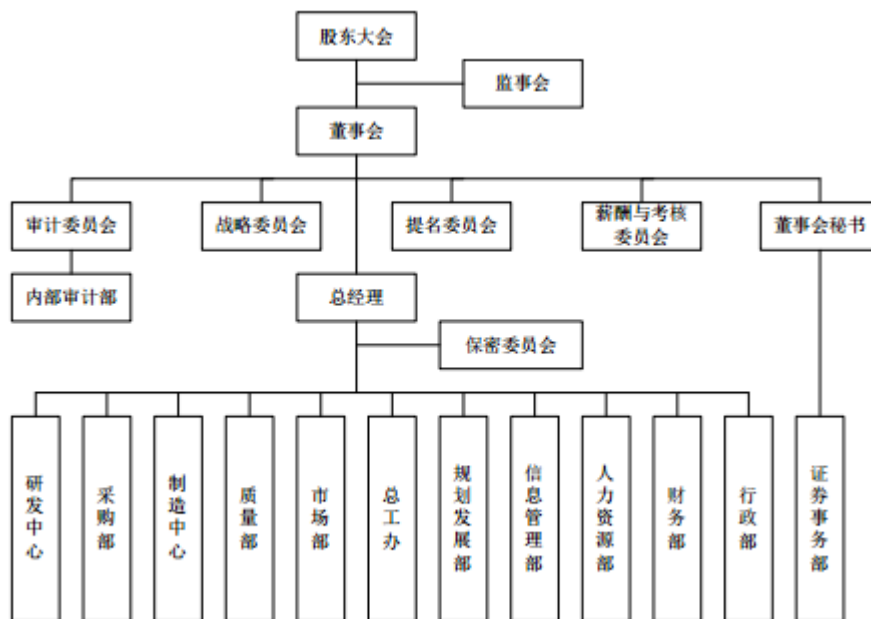 股东大会
监事会
董事会
审计委员会
战略委员会
提名委员会
薪酬与考核
委员会
董事会秘书
内部审计部
总经理
保密委员会
研发中心
采购部
制造中心
质量部
市场部
总工办
规划发展部
信息管理部
人力资源部
财务部
行政部
证券事务部